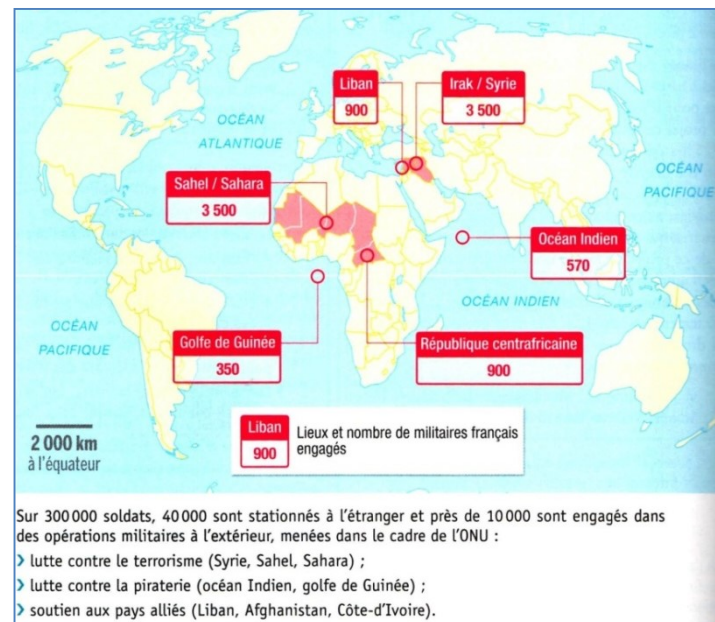 OCÉAN
ATLANTIQUE
Liban
900
Irak / Syrie
3 500
OCÉAN
PACIFIQUE
Sahel / Sahara
3 500
Océan Indien
570
OCÉAN INDIEN
OCÉAN
PACIFIQUE
Golfe de Guinée
350
République centrafricaine
900
2 000 km
à l'équateur
Liban
900
Lieux et nombre de militaires français
engagés
Sur 300 000 soldats, 40 000 sont stationnés à l'étranger et près de 10 000 sont engagés dans
des opérations militaires à l'extérieur, menées dans le cadre de l'ONU :
› lutte contre le terrorisme (Syrie, Sahel, Sahara) ;
› lutte contre la piraterie (océan Indien, golfe de Guinée) ;
› soutien aux pays alliés (Liban, Afghanistan, Côte-d'Ivoire).